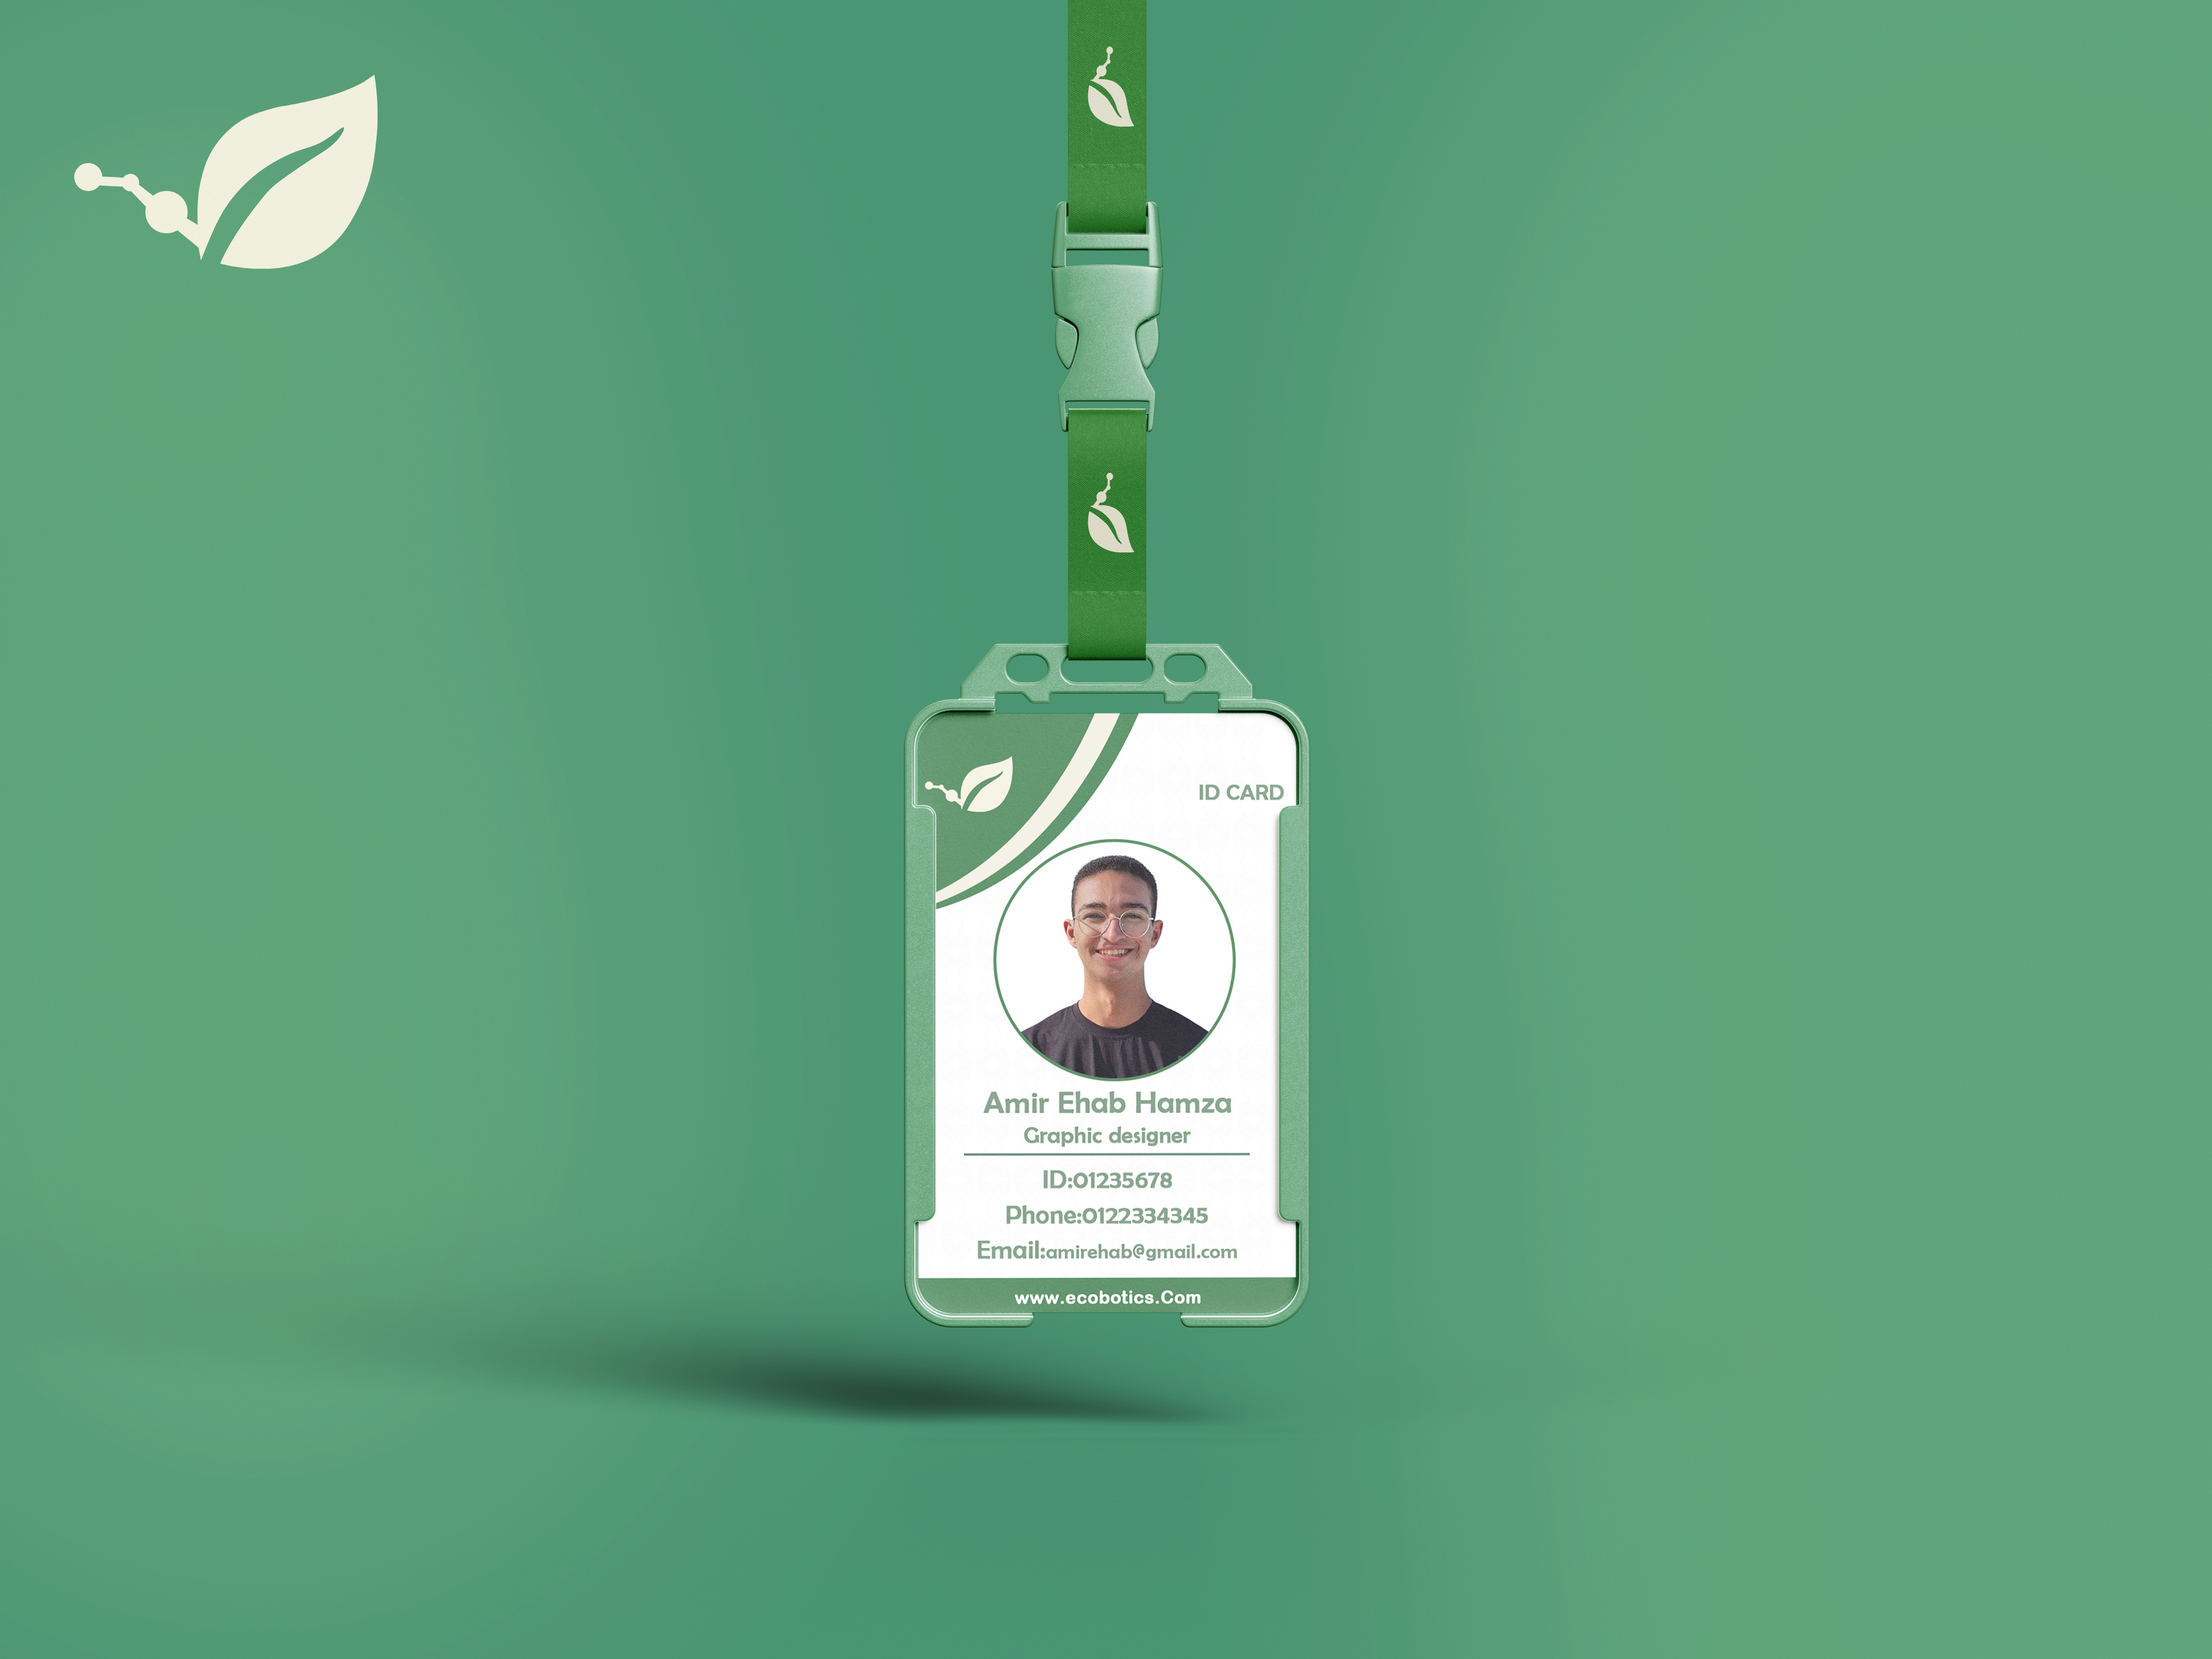 ID CARD
Amir Ehab Hamza
Graphic designer
ID:01235678
Phone:0122334345
Email:amirehab@gmail.com
www.ecobotics.Com